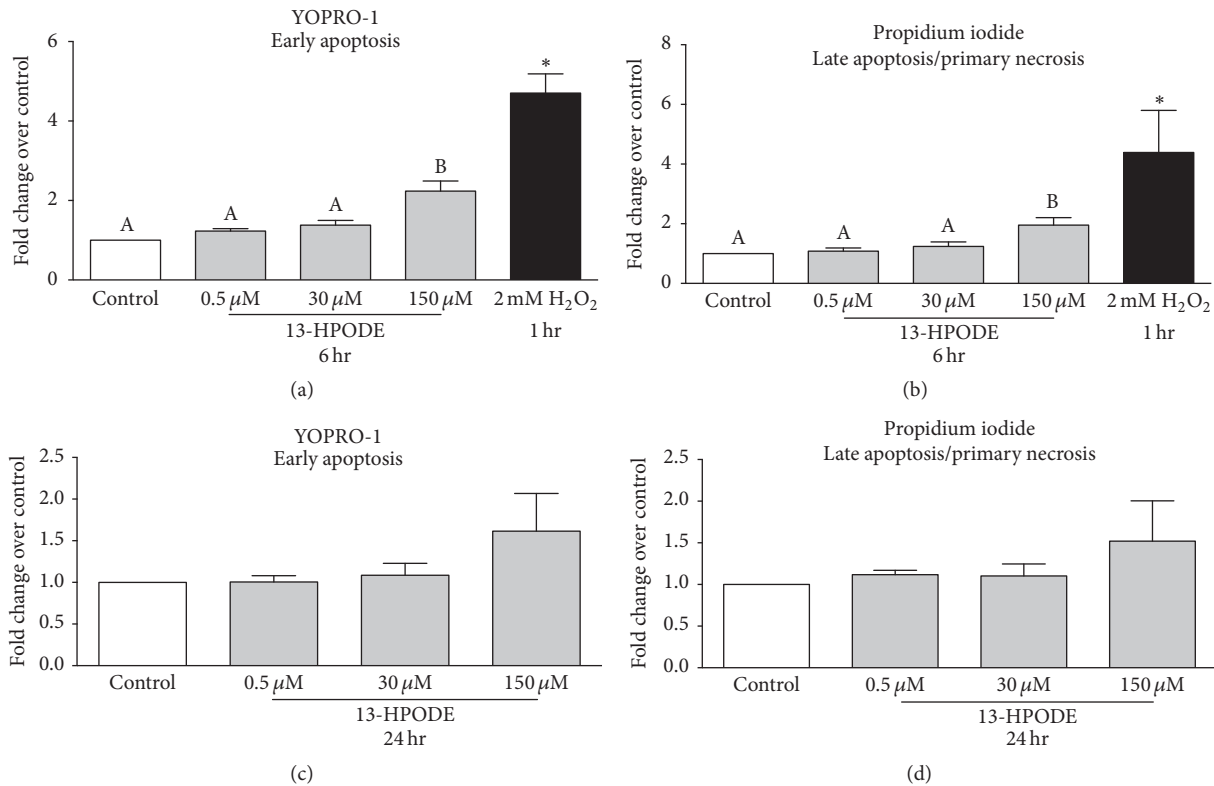 YOPRO-1
Early apoptosis
Fold change over control
6
4
2
0
A
A
A
B
*
Control
0.5 μM
30 μM
150 μM
2 mM H₂O₂
13-HPODE
6 hr
1 hr
(a)
Propidium iodide
Late apoptosis/primary necrosis
Fold change over control
8
6
4
2
0
A
A
A
B
*
Control
0.5 μM
30 μM
150 μM
2 mM H₂O₂
13-HPODE
6 hr
1 hr
(b)
YOPRO-1
Early apoptosis
Fold change over control
2.5
2.0
1.5
1.0
0.5
0.0
Control
0.5 μM
30 μM
150 μM
13-HPODE
24 hr
(c)
Propidium iodide
Late apoptosis/primary necrosis
Fold change over control
2.5
2.0
1.5
1.0
0.5
0.0
Control
0.5 μM
30 μM
150 μM
13-HPODE
24 hr
(d)